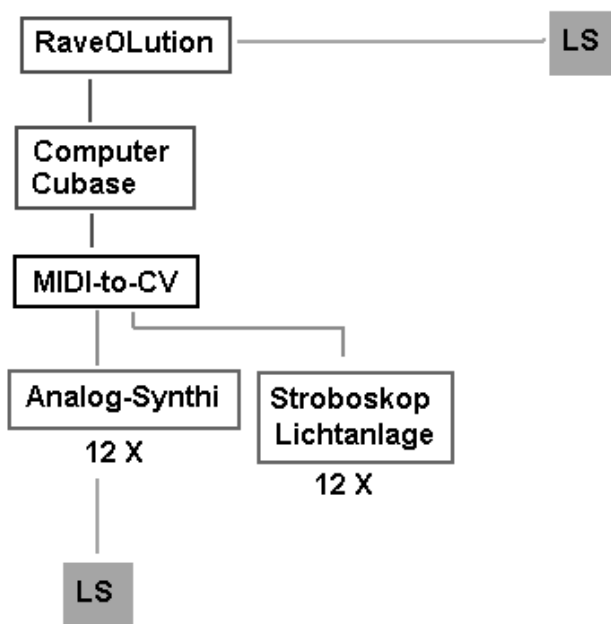 RaveOLution
LS
Computer
Cubase
MIDI-to-CV
Analog-Synthi
Stroboskop
Lichtanlage
12 X
12 X
LS